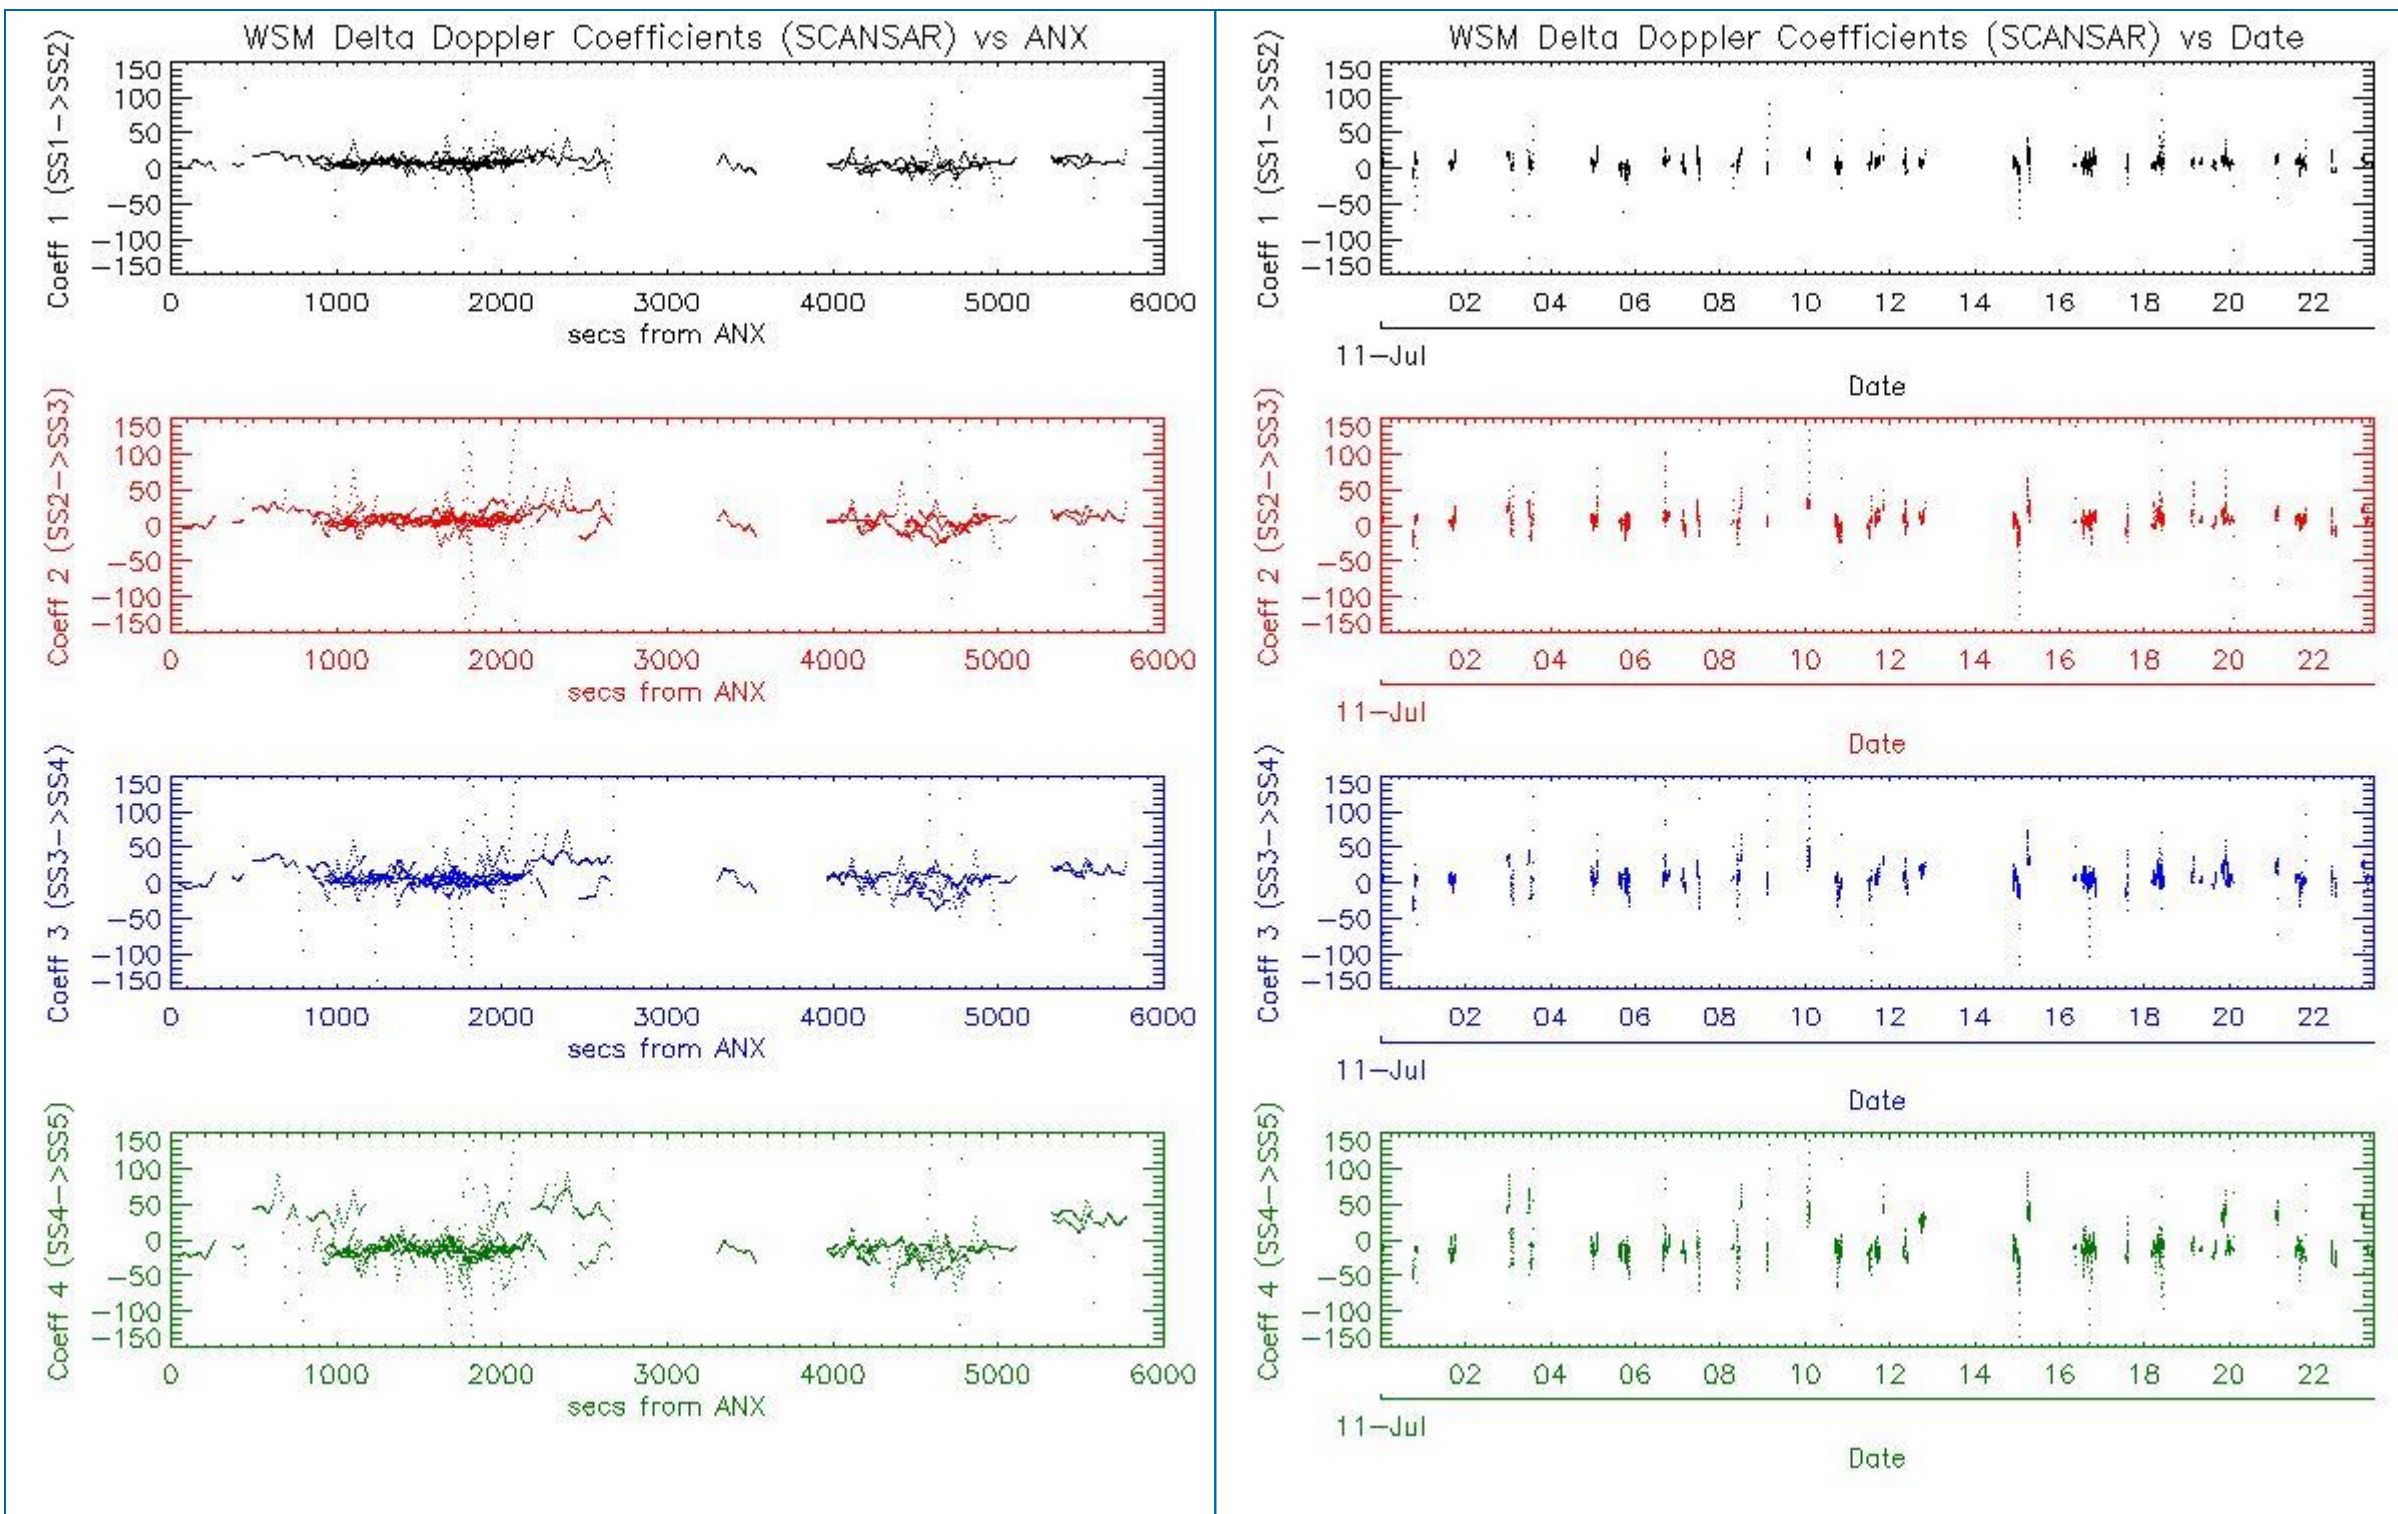 WSM Delta Doppler Coefficients (SCANSAR) vs ANX
Coeff 1 (SS1->SS2)
150
100
50
0
-50
-100
-150
0 1000 2000 3000 4000 5000 6000
secs from ANX
Coeff 2 (SS2->SS3)
150
100
50
0
-50
-100
-150
0 1000 2000 3000 4000 5000 6000
secs from ANX
Coeff 3 (SS3->SS4)
150
100
50
0
-50
-100
-150
0 1000 2000 3000 4000 5000 6000
secs from ANX
Coeff 4 (SS4->SS5)
150
100
50
0
-50
-100
-150
0 1000 2000 3000 4000 5000 6000
secs from ANX
WSM Delta Doppler Coefficients (SCANSAR) vs Date
Coeff 1 (SS1->SS2)
150
100
50
0
-50
-100
-150
02 04 06 08 10 12 14 16 18 20 22
11-Jul
Date
Coeff 2 (SS2->SS3)
150
100
50
0
-50
-100
-150
02 04 06 08 10 12 14 16 18 20 22
11-Jul
Date
Coeff 3 (SS3->SS4)
150
100
50
0
-50
-100
-150
02 04 06 08 10 12 14 16 18 20 22
11-Jul
Date
Coeff 4 (SS4->SS5)
150
100
50
0
-50
-100
-150
02 04 06 08 10 12 14 16 18 20 22
11-Jul
Date